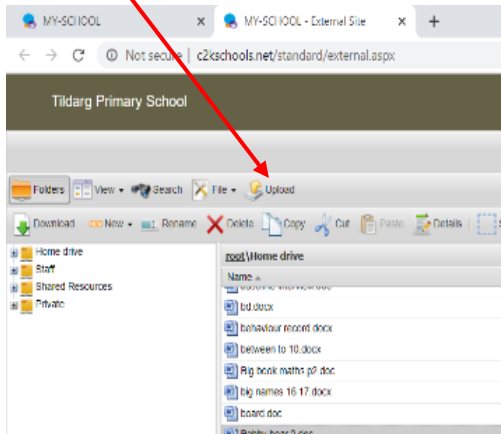 MY-SCHOOL × MY-SCHOOL - External Site × +
Not secure | c2kschools.net/standard/external.aspx
Tildarg Primary School
Folders View Search File Upload
Download New Rename Delete Copy Cut Paste Details
Home drive
Staff
Shared Resources
Private
root\Home drive
Name
bd.docx
behaviour record.docx
between to 10.docx
Big book maths p2.doc
big names 16 17.docx
board.doc